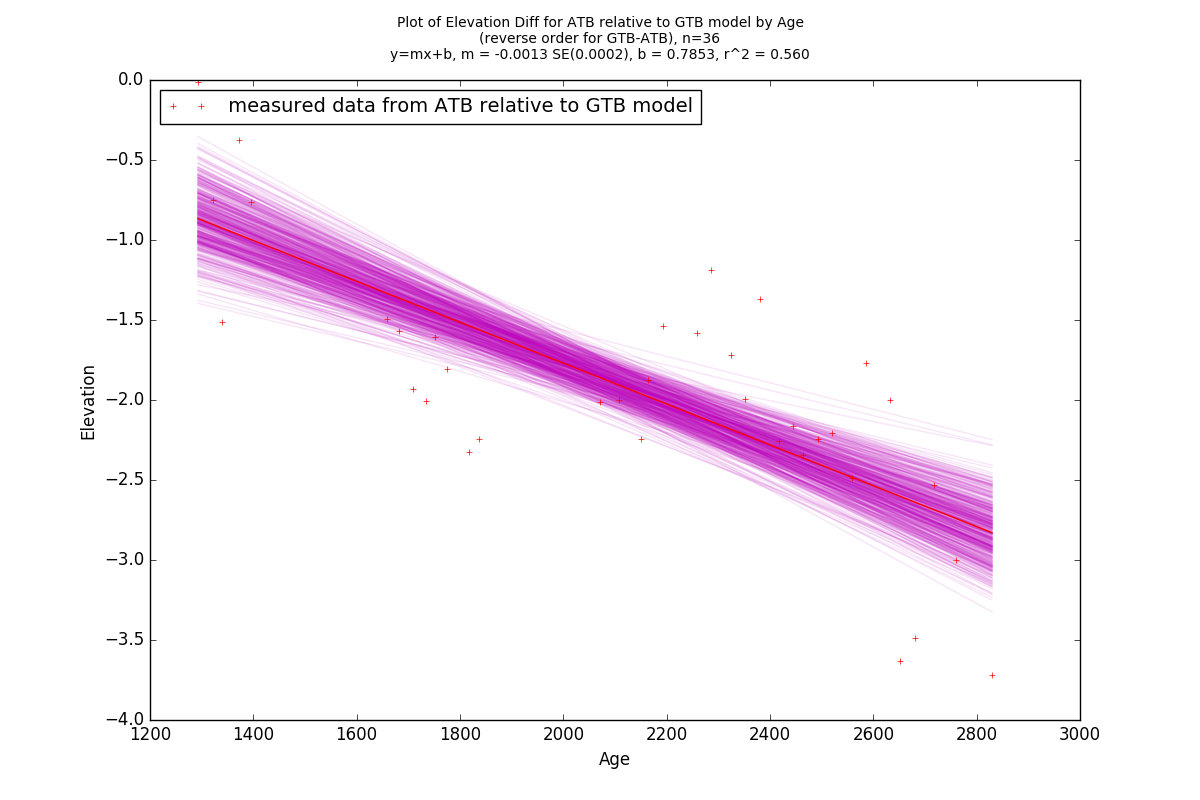 Plot of Elevation Diff for ATB relative to GTB model by Age
(reverse order for GTB-ATB), n=36
y=mx+b, m = -0.0013 SE(0.0002), b = 0.7853, r^2 = 0.560
measured data from ATB relative to GTB model
0.0
−0.5
−1.0
−1.5
−2.0
−2.5
−3.0
−3.5
−4.0
Elevation
1200 1400 1600 1800 2000 2200 2400 2600 2800 3000
Age